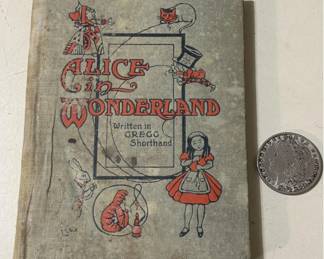 ALICE
in
WONDERLAND
Written in
GREGG
Shorthand